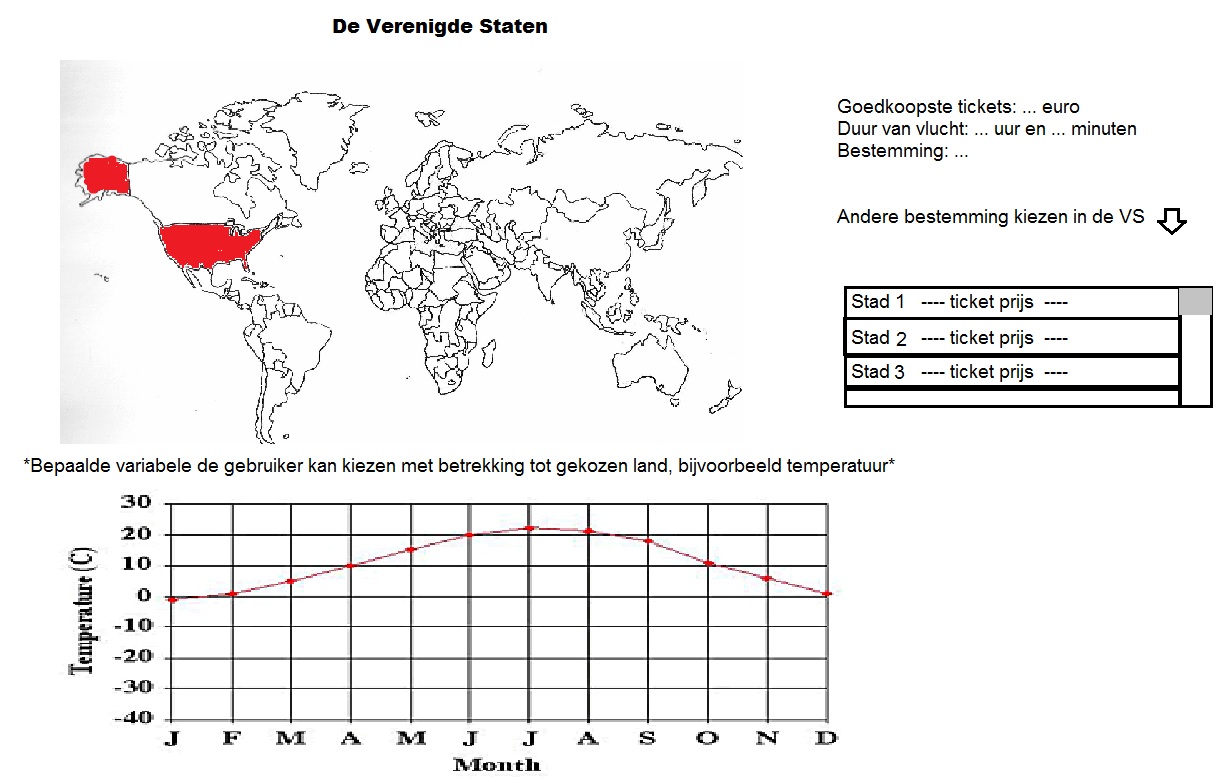 De Verenigde Staten
Goedkoopste tickets: ... euro
Duur van vlucht: ... uur en ... minuten
Bestemming: ...
Andere bestemming kiezen in de VS
Stad 1 ---- ticket prijs ----
Stad 2 ---- ticket prijs ----
Stad 3 ---- ticket prijs ----
*Bepaalde variabele de gebruiker kan kiezen met betrekking tot gekozen land, bijvoorbeeld temperatuur*
30
20
10
0
-10
-20
-30
-40
Temperature (C)
J F M A M J J A S O N D
Month